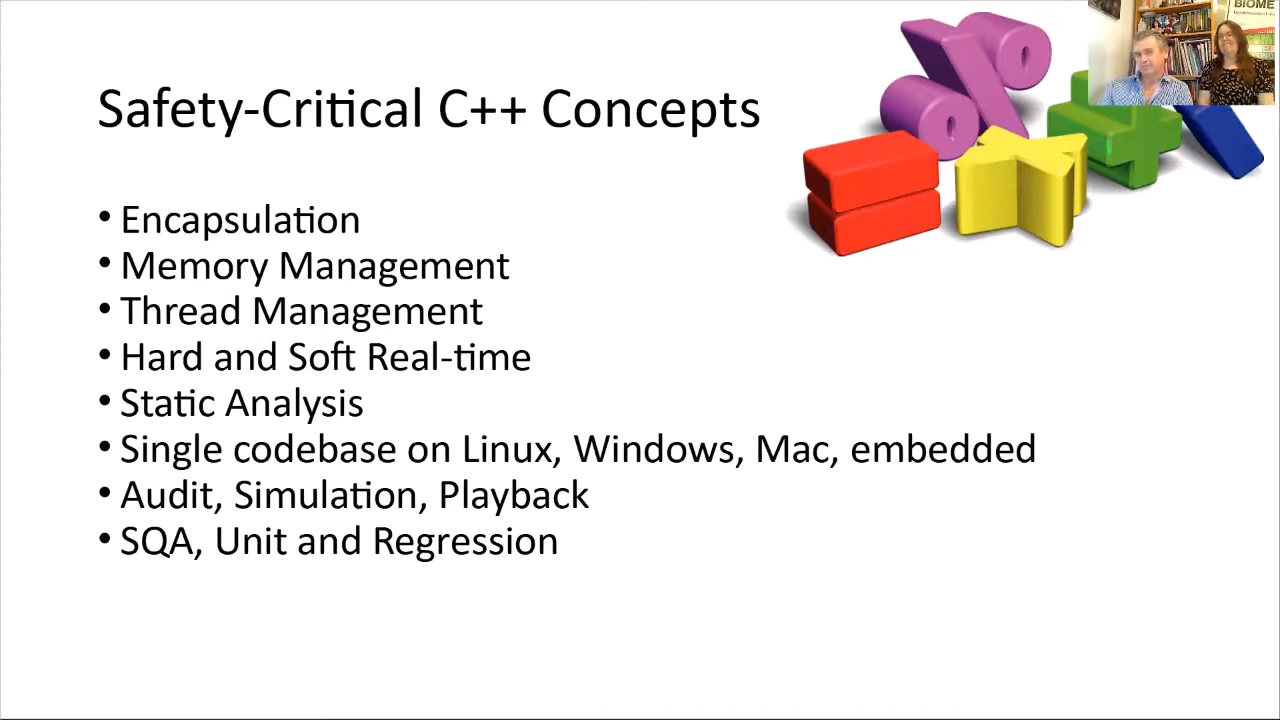 Safety-Critical C++ Concepts
• Encapsulation
• Memory Management
• Thread Management
• Hard and Soft Real-time
• Static Analysis
• Single codebase on Linux, Windows, Mac, embedded
• Audit, Simulation, Playback
• SQA, Unit and Regression
BIOME